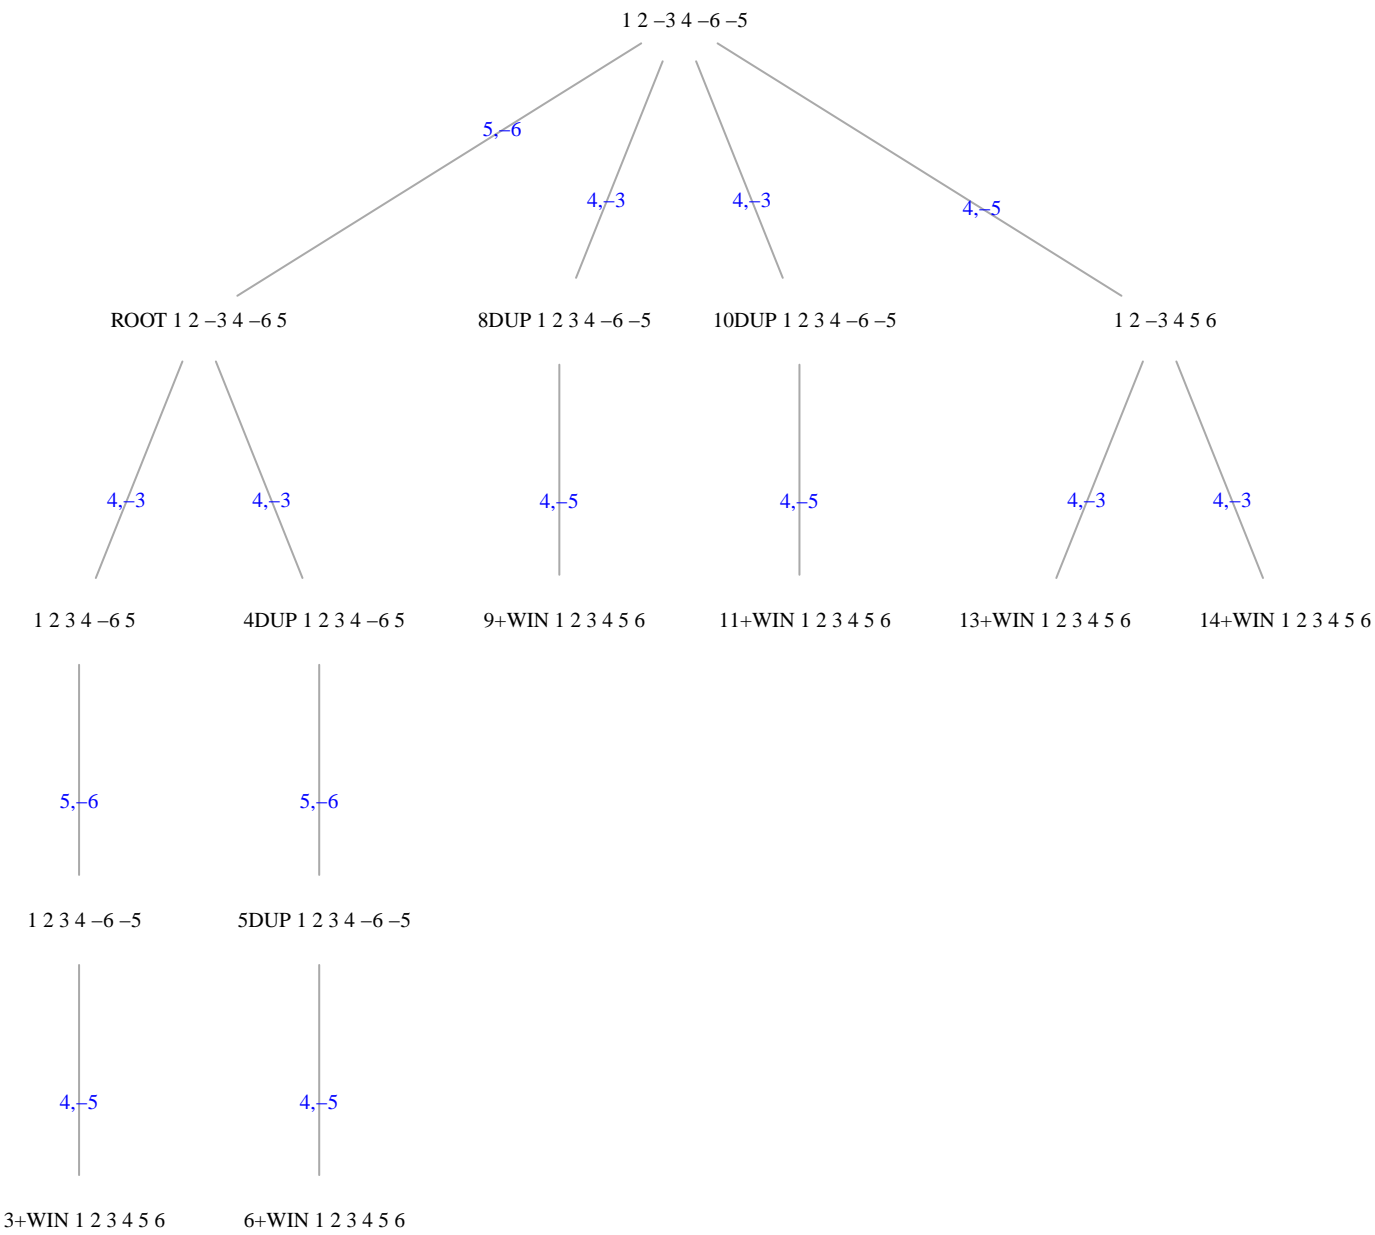 1 2 –3 4 –6 –5
5,–6
4,–3
4,–3
4,–5
ROOT 1 2 –3 4 –6 5
8DUP 1 2 3 4 –6 –5
10DUP 1 2 3 4 –6 –5
1 2 –3 4 5 6
4,–3
4,–3
4,–5
4,–5
4,–3
4,–3
1 2 3 4 –6 5
4DUP 1 2 3 4 –6 5
9+WIN 1 2 3 4 5 6
11+WIN 1 2 3 4 5 6
13+WIN 1 2 3 4 5 6
14+WIN 1 2 3 4 5 6
5,–6
5,–6
1 2 3 4 –6 –5
5DUP 1 2 3 4 –6 –5
4,–5
4,–5
3+WIN 1 2 3 4 5 6
6+WIN 1 2 3 4 5 6